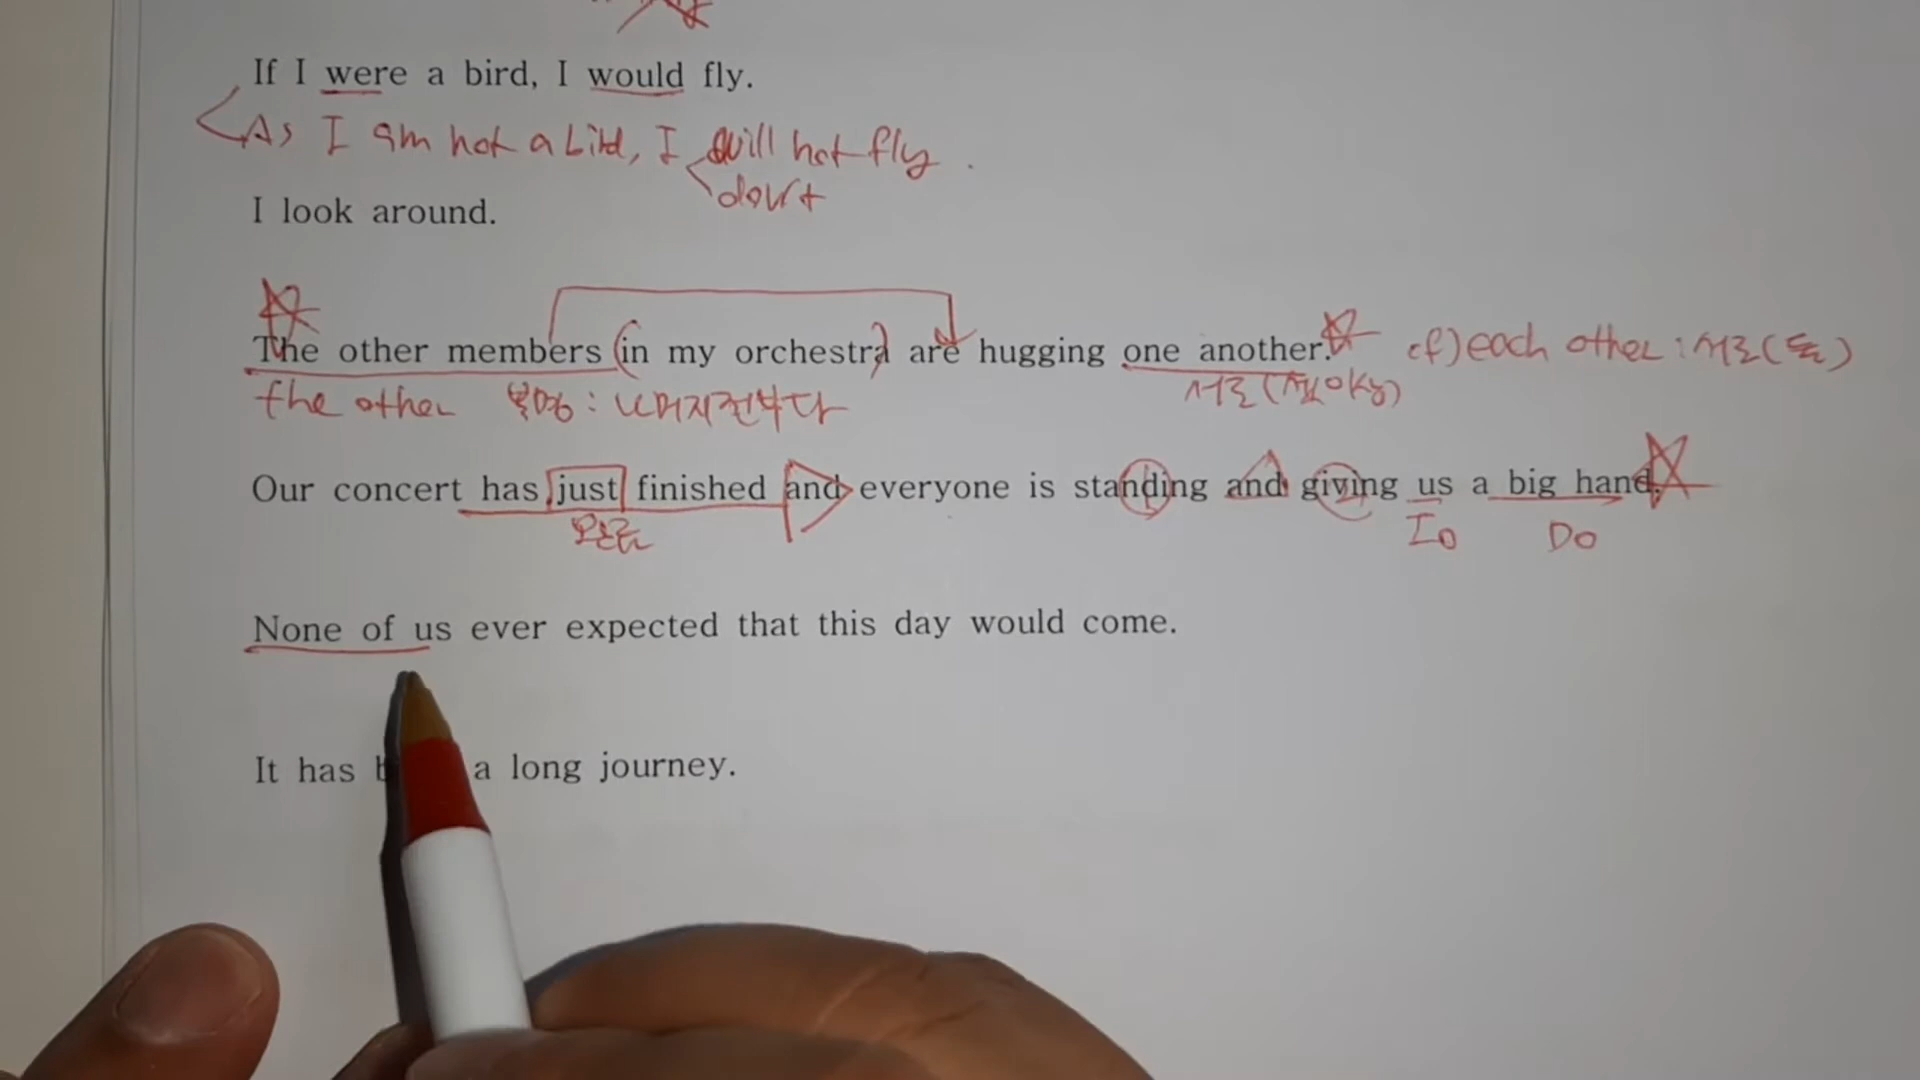 If I were a bird, I would fly.
As I am not a bird, I will not fly.
don't
I look around.
The other members (in my orchestra) are hugging one another. cf) each other : 서로(둘)
the other 복명 : 나머지전부다 서로(셋이상)
Our concert has just finished and everyone is standing and giving us a big hand.
완료 IO DO
None of us ever expected that this day would come.
It has a long journey.